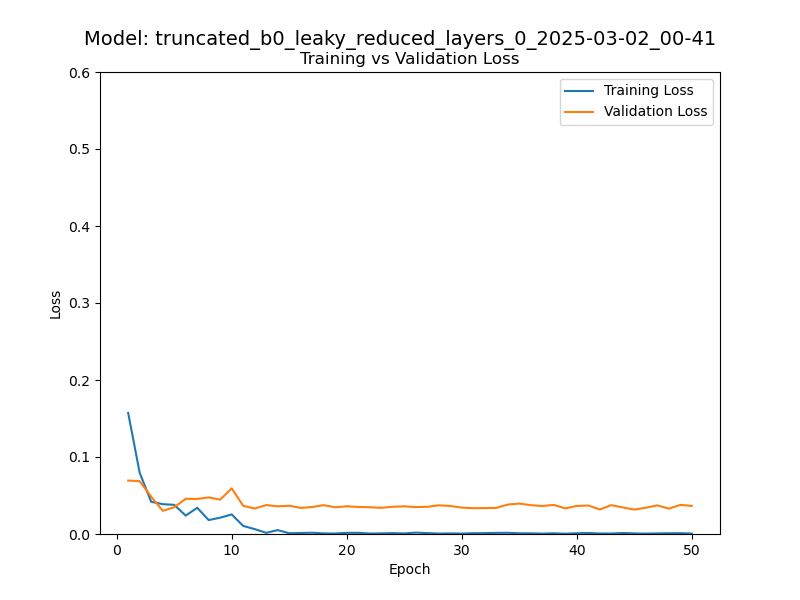 Model: truncated_b0_leaky_reduced_layers_0_2025-03-02_00-41
Training vs Validation Loss
Training Loss
Validation Loss
0.6
0.5
0.4
0.3
0.2
0.1
0.0
Loss
0
10
20
30
40
50
Epoch